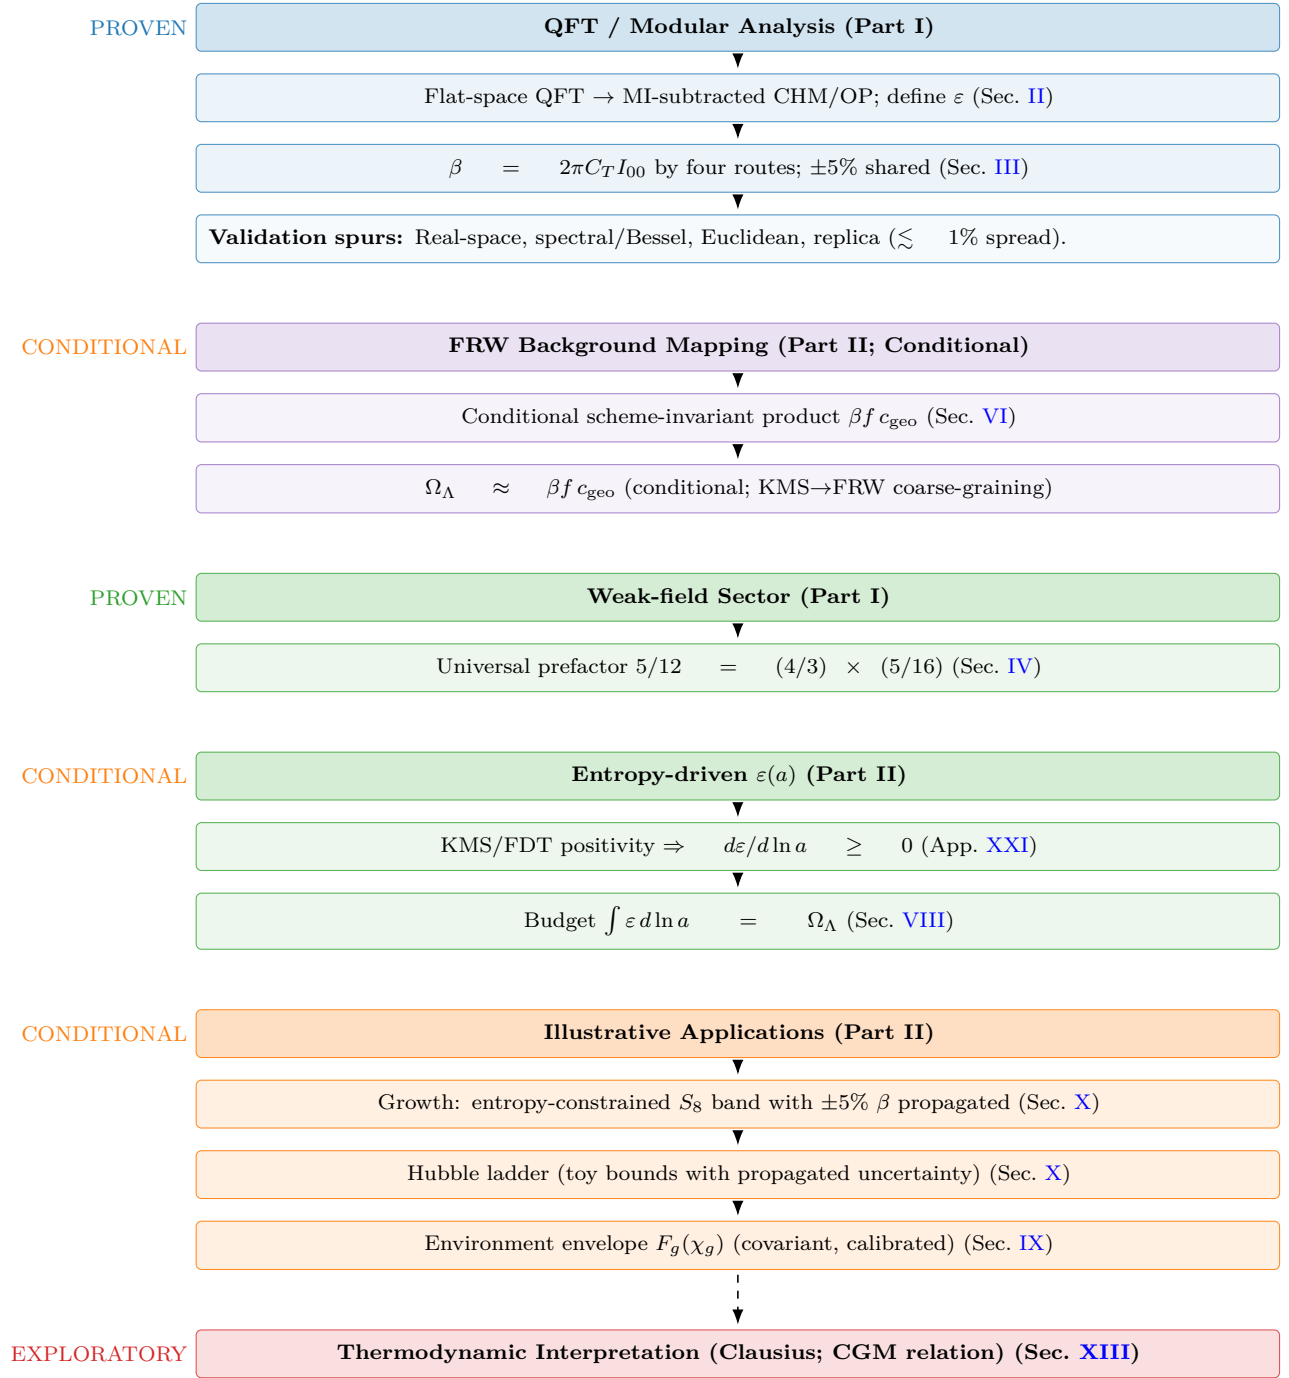 PROVEN
QFT / Modular Analysis (Part I)
Flat-space QFT → MI-subtracted CHM/OP; define ε (Sec. II)
β = 2πC_T I_00 by four routes; ±5% shared (Sec. III)
Validation spurs: Real-space, spectral/Bessel, Euclidean, replica (≲ 1% spread).
CONDITIONAL
FRW Background Mapping (Part II; Conditional)
Conditional scheme-invariant product βf c_geo (Sec. VI)
Ω_Λ ≈ βf c_geo (conditional; KMS→FRW coarse-graining)
PROVEN
Weak-field Sector (Part I)
Universal prefactor 5/12 = (4/3) × (5/16) (Sec. IV)
CONDITIONAL
Entropy-driven ε(a) (Part II)
KMS/FDT positivity ⇒ dε/d ln a ≥ 0 (App. XXI)
Budget ∫ ε d ln a = Ω_Λ (Sec. VIII)
CONDITIONAL
Illustrative Applications (Part II)
Growth: entropy-constrained S_8 band with ±5% β propagated (Sec. X)
Hubble ladder (toy bounds with propagated uncertainty) (Sec. X)
Environment envelope F_g(χ_g) (covariant, calibrated) (Sec. IX)
EXPLORATORY
Thermodynamic Interpretation (Clausius; CGM relation) (Sec. XIII)